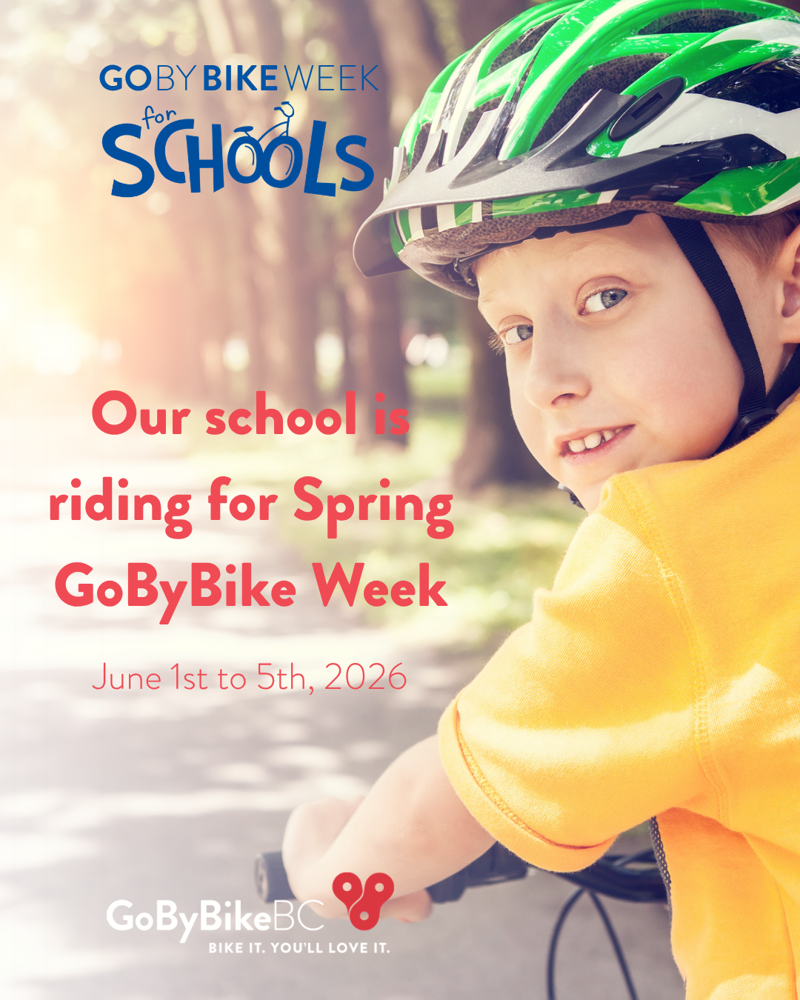 GO BY BIKE WEEK
for
SCHOOLS
Our school is
riding for Spring
GoByBike Week
June 1st to 5th, 2026
GoByBikeBC
BIKE IT. YOU'LL LOVE IT.